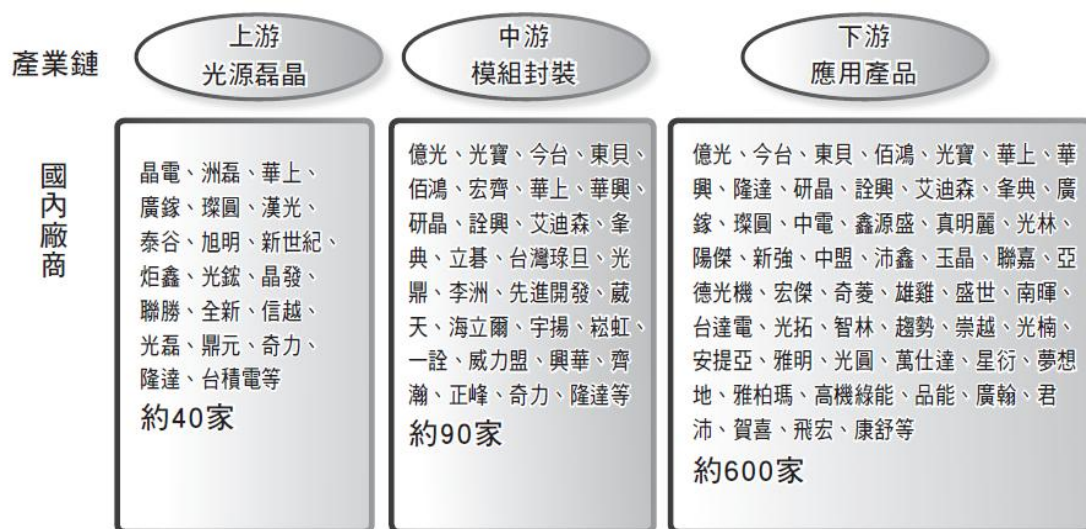 產業鏈
上游
光源磊晶
中游
模組封裝
下游
應用產品
國內廠商
晶電、洲磊、華上、
廣鎵、璨圓、漢光、
泰谷、旭明、新世紀、
炬鑫、光鋐、晶發、
聯勝、全新、信越、
光磊、鼎元、奇力、
隆達、台積電等
約40家
億光、光寶、今台、東貝、
佰鴻、宏齊、華上、華興、
研晶、詮興、艾迪森、夆
典、立碁、台灣琭旦、光
鼎、李洲、先進開發、葳
天、海立爾、宇揚、崧虹、
一詮、威力盟、興華、齊
瀚、正峰、奇力、隆達等
約90家
億光、今台、東貝、佰鴻、光寶、華上、華
興、隆達、研晶、詮興、艾迪森、夆典、廣
鎵、璨圓、中電、鑫源盛、真明麗、光林、
陽傑、新強、中盟、沛鑫、玉晶、聯嘉、亞
德光機、宏傑、奇菱、雄雞、盛世、南暉、
台達電、光拓、智林、趨勢、崇越、光楠、
安提亞、雅明、光圓、萬仕達、星衍、夢想
地、雅柏瑪、高機綠能、品能、廣翰、君
沛、賀喜、飛宏、康舒等
約600家